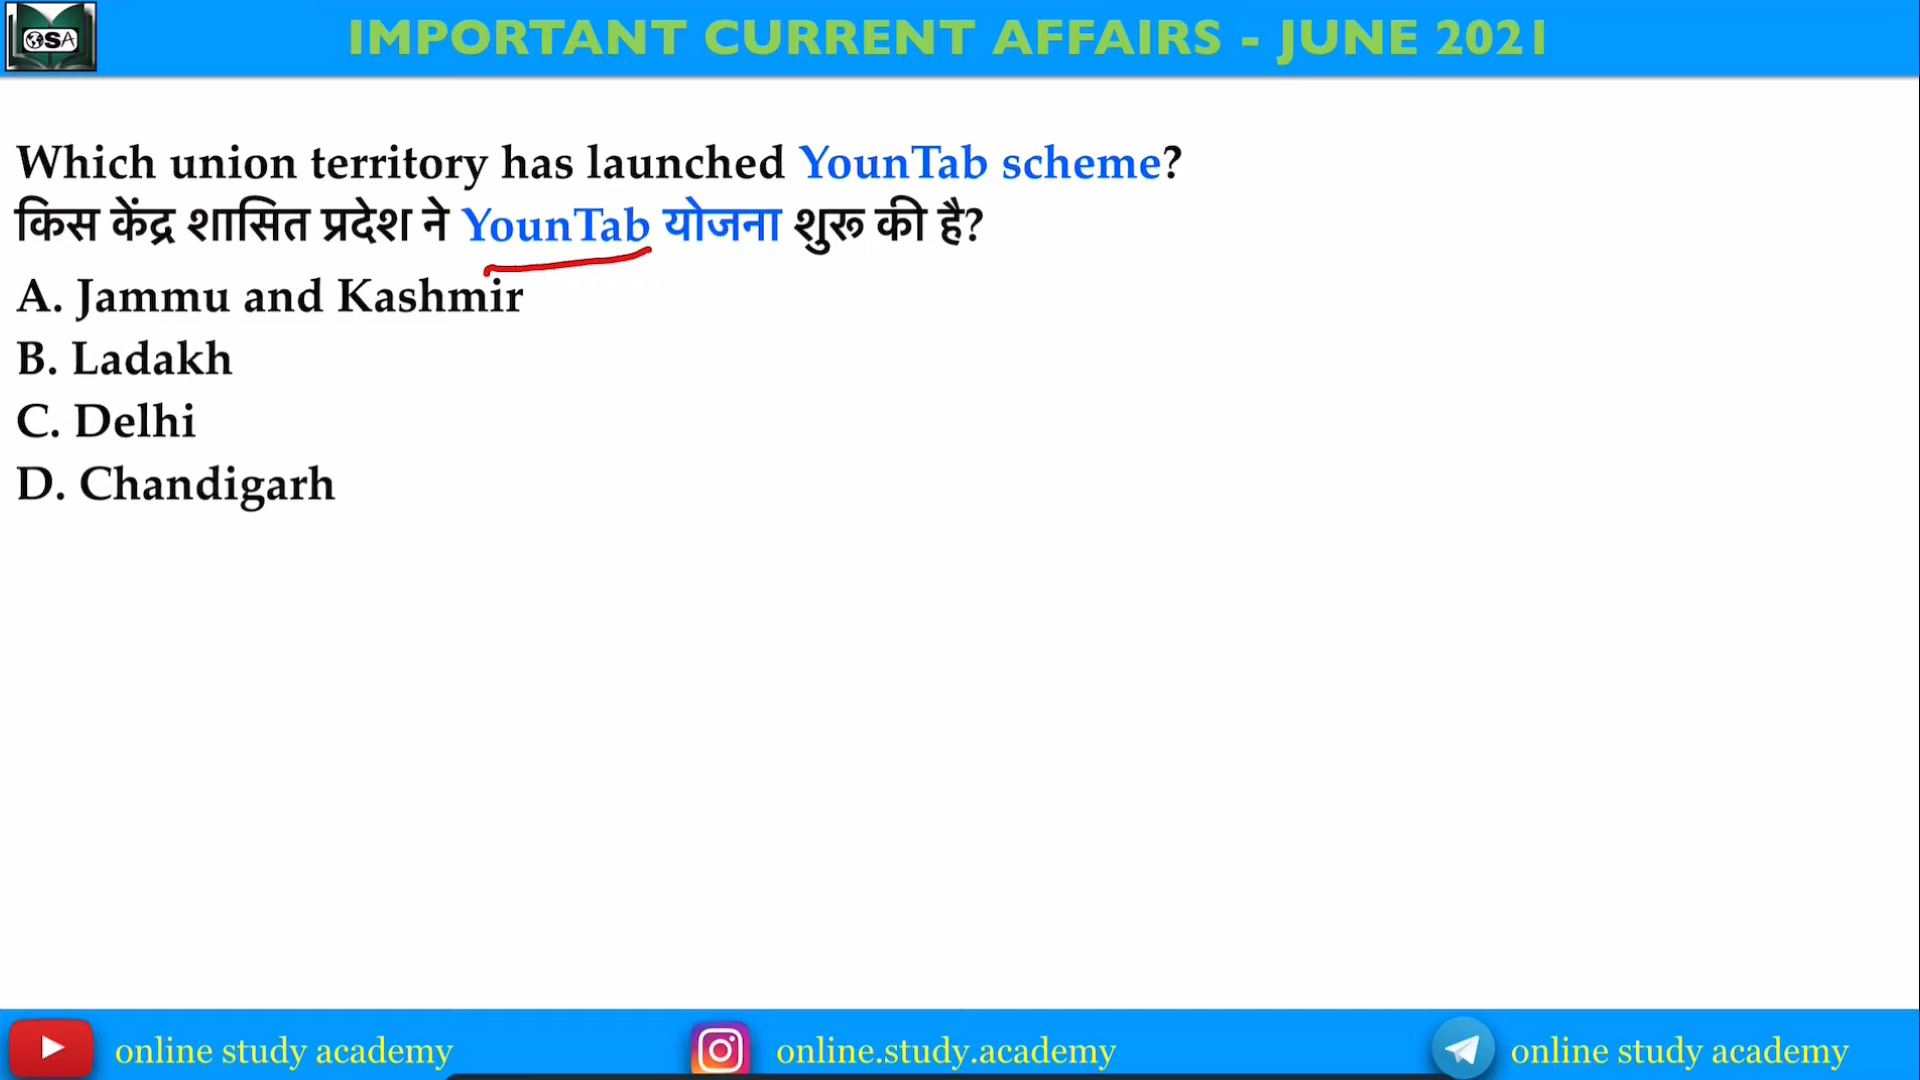 OSA
IMPORTANT CURRENT AFFAIRS - JUNE 2021
Which union territory has launched YounTab scheme?
किस केंद्र शासित प्रदेश ने YounTab योजना शुरू की है?
A. Jammu and Kashmir
B. Ladakh
C. Delhi
D. Chandigarh
online study academy
online.study.academy
online study academy